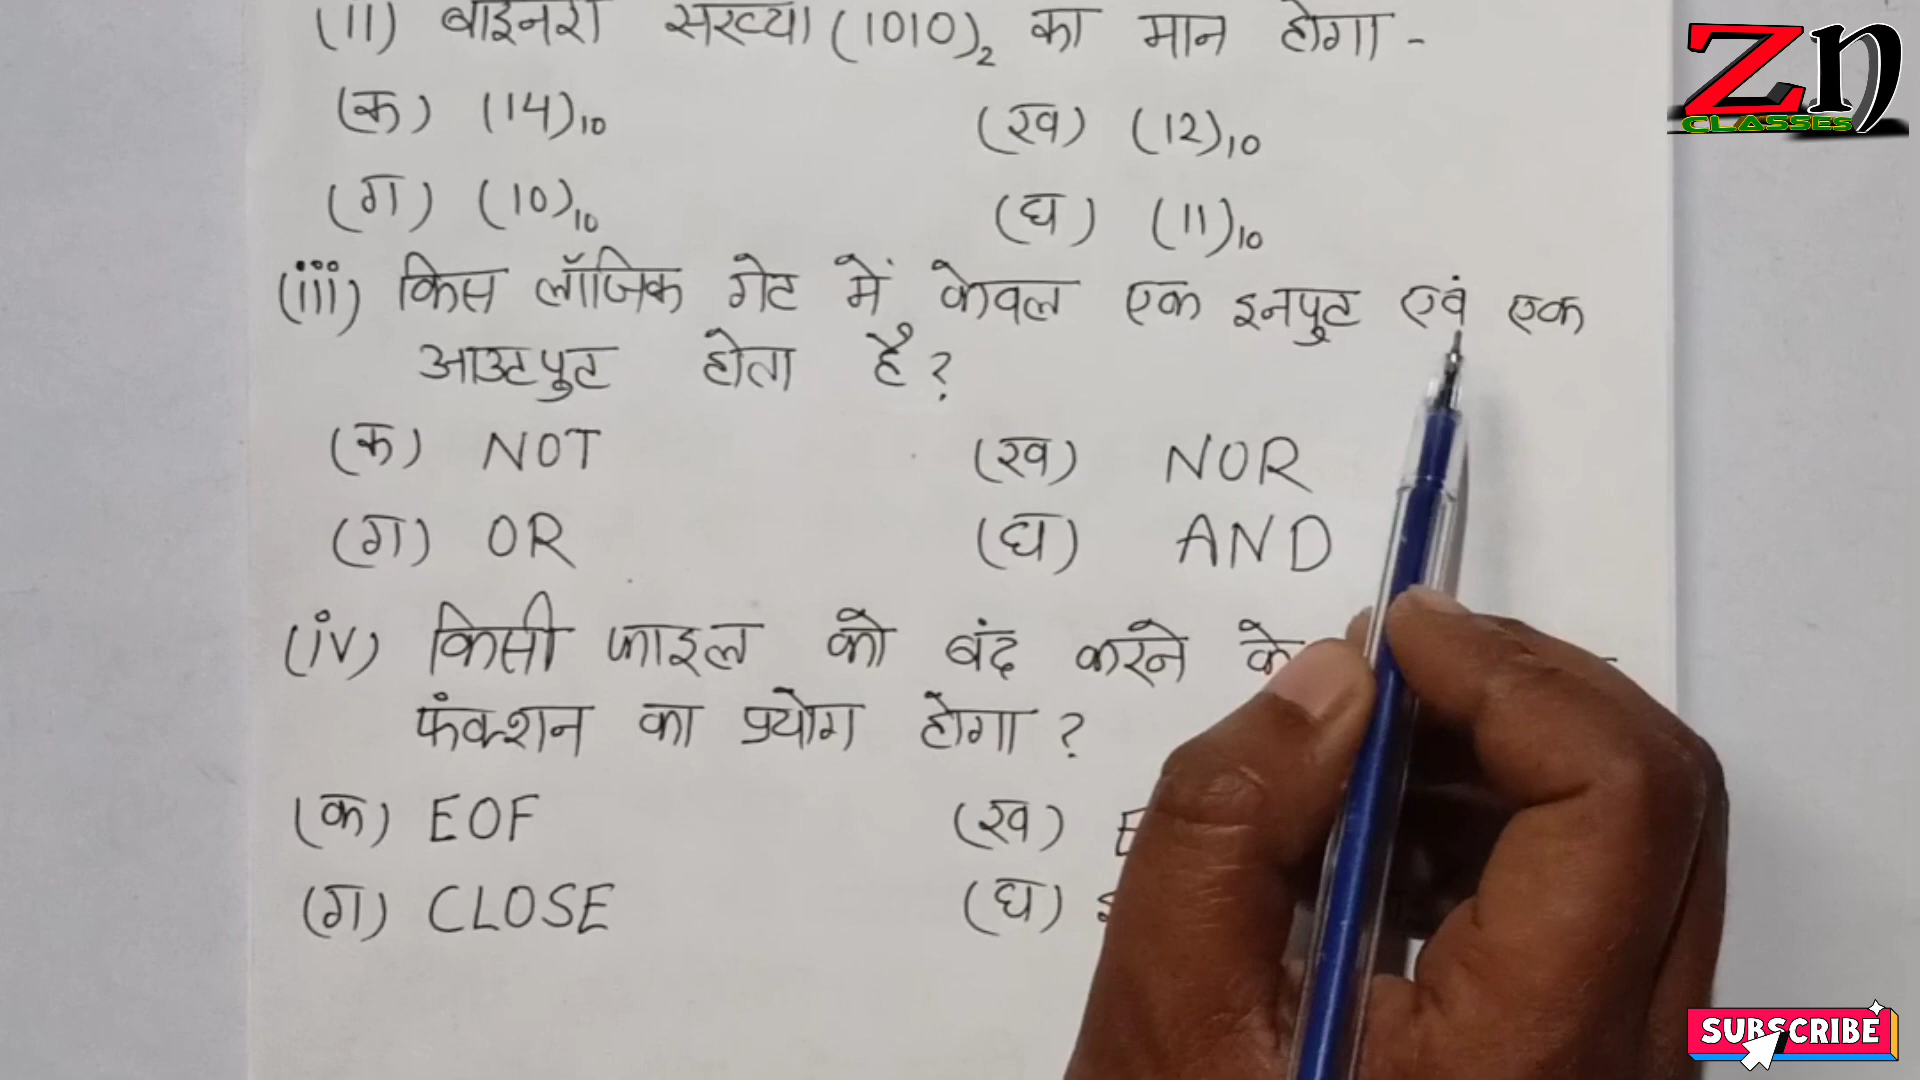 (ii) बाइनरी संख्या (1010)₂ का मान होगा -
(क) (14)₁₀ (ख) (12)₁₀
(ग) (10)₁₀ (घ) (11)₁₀
(iii) किस लॉजिक गेट में केवल एक इनपुट एवं एक
आउटपुट होता है?
(क) NOT (ख) NOR
(ग) OR (घ) AND
(iv) किसी फाइल को बंद करने के
फंक्शन का प्रयोग होगा?
(क) EOF (ख)
(ग) CLOSE (घ)
Zn
CLASSES
SUBSCRIBE